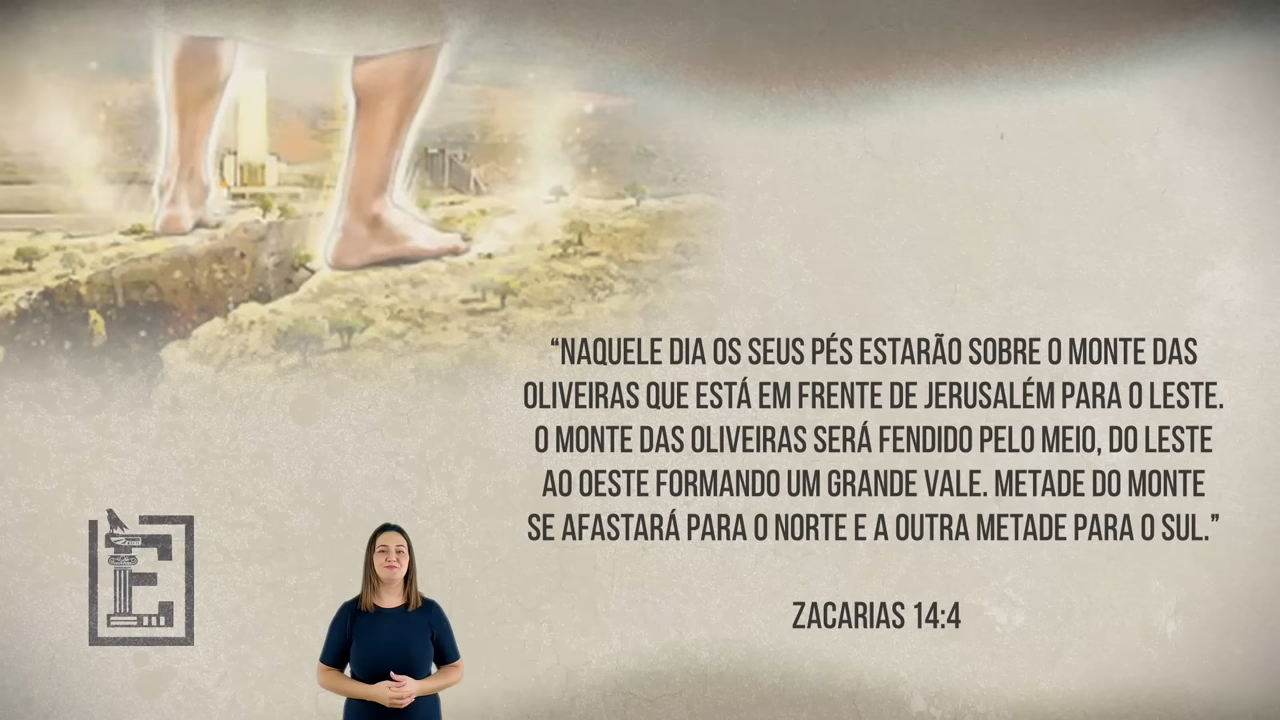 “NAQUELE DIA OS SEUS PÉS ESTARÃO SOBRE O MONTE DAS
OLIVEIRAS QUE ESTÁ EM FRENTE DE JERUSALÉM PARA O LESTE.
O MONTE DAS OLIVEIRAS SERÁ FENDIDO PELO MEIO, DO LESTE
AO OESTE FORMANDO UM GRANDE VALE. METADE DO MONTE
SE AFASTARÁ PARA O NORTE E A OUTRA METADE PARA O SUL.”
ZACARIAS 14:4
E